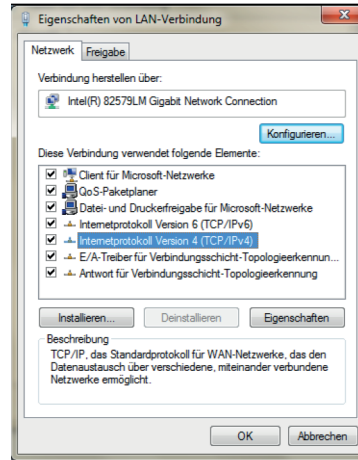 Eigenschaften von LAN-Verbindung
Netzwerk Freigabe
Verbindung herstellen über:
Intel(R) 82579LM Gigabit Network Connection
Konfigurieren...
Diese Verbindung verwendet folgende Elemente:
Client für Microsoft-Netzwerke
QoS-Paketplaner
Datei- und Druckerfreigabe für Microsoft-Netzwerke
Internetprotokoll Version 6 (TCP/IPv6)
Internetprotokoll Version 4 (TCP/IPv4)
E/A-Treiber für Verbindungsschicht-Topologieerkennun...
Antwort für Verbindungsschicht-Topologieerkennung
Installieren... Deinstallieren Eigenschaften
Beschreibung
TCP/IP, das Standardprotokoll für WAN-Netzwerke, das den
Datenaustausch über verschiedene, miteinander verbundene
Netzwerke ermöglicht.
OK Abbrechen